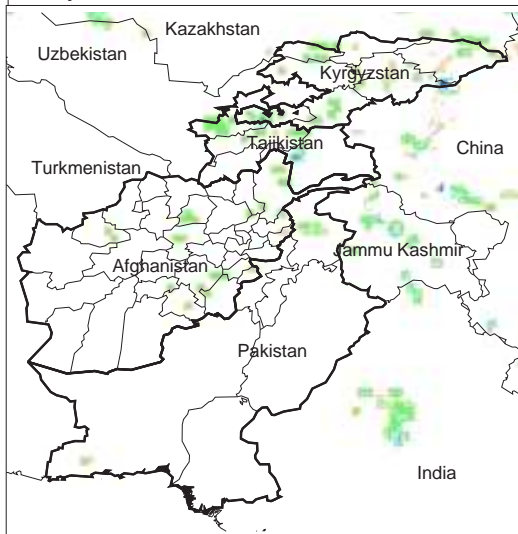 Kazakhstan
Uzbekistan
Kyrgyzstan
Tajikistan
China
Turkmenistan
Jammu Kashmir
Afghanistan
Pakistan
India